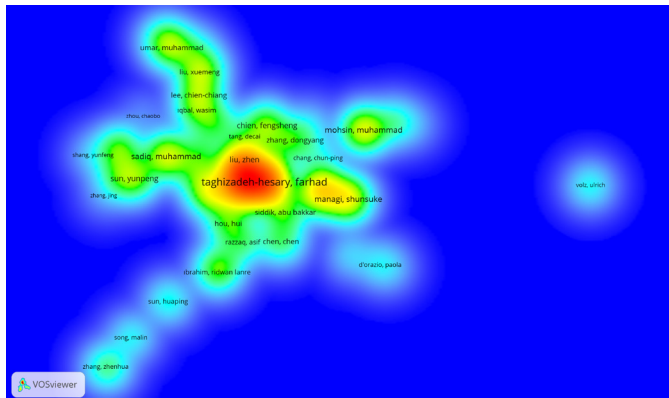 umar, muhammad
liu, xuemeng
lee, chien-chiang
iqbal, wasim
zhou, zhaobo
chien, fengsheng
mohsin, muhammad
tang, decai
zhang, dongyang
shang, yunfeng
sadiq, muhammad
liu, zhen
chang, chun-ping
sun, yunpeng
taghizaden-hesary, farhad
volz, ulrich
zhang, jing
managi, shunsuke
siddik, abu bakkar
hou, hui
razzaq, asif
chen, chen
d'orazio, paola
ibrahim, ridwan lanre
sun, huaping
song, malin
zhang, zhenhua
VOSviewer